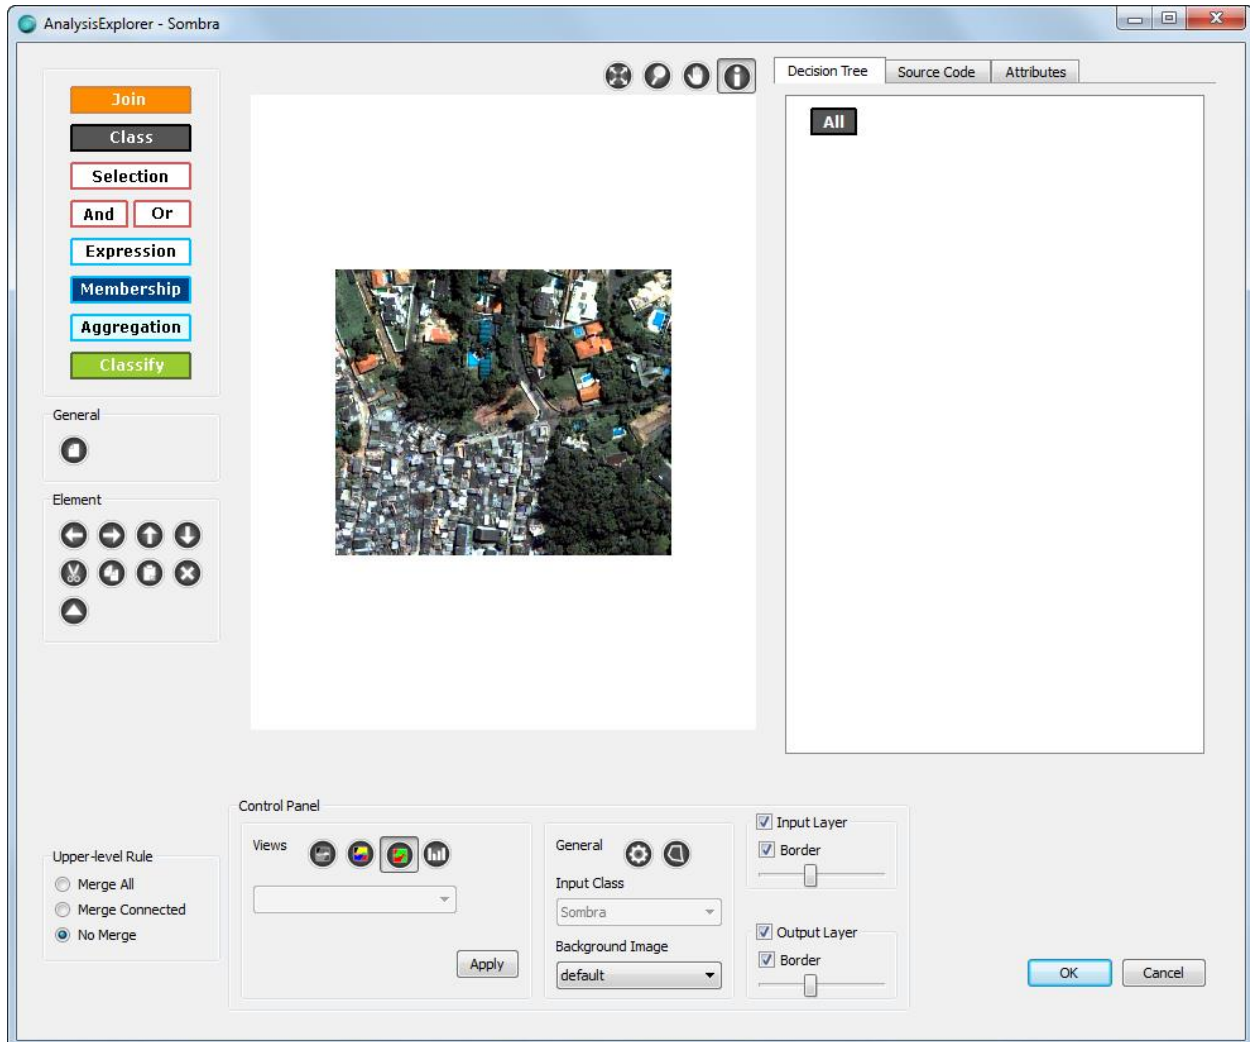 AnalysisExplorer - Sombra
Join
Class
Selection
And Or
Expression
Membership
Aggregation
Classify
General
Element
Upper-level Rule
Merge All
Merge Connected
No Merge
Decision Tree Source Code Attributes
All
Control Panel
Views
Apply
General
Input Class
Sombra
Background Image
default
Input Layer
Border
Output Layer
Border
OK Cancel